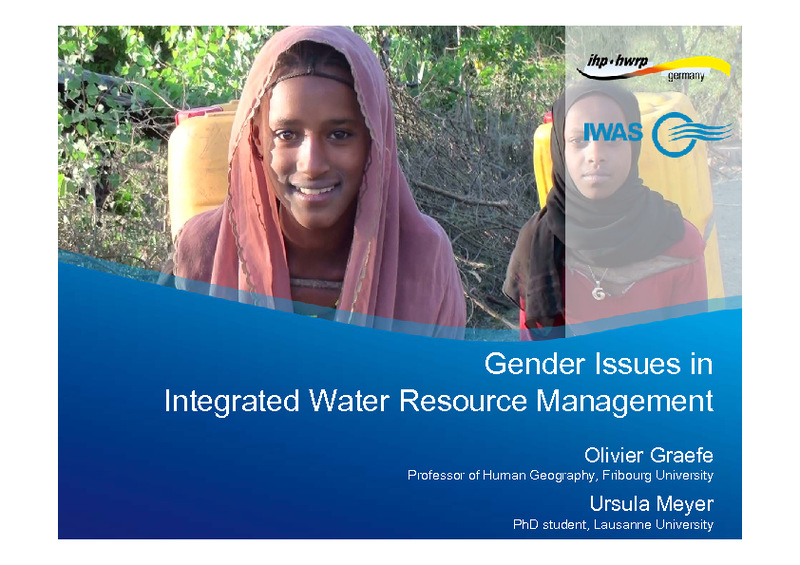 ihp•hwrp
germany
IWAS
G
Gender Issues in
Integrated Water Resource Management
Olivier Graefe
Professor of Human Geography, Fribourg University
Ursula Meyer
PhD student, Lausanne University